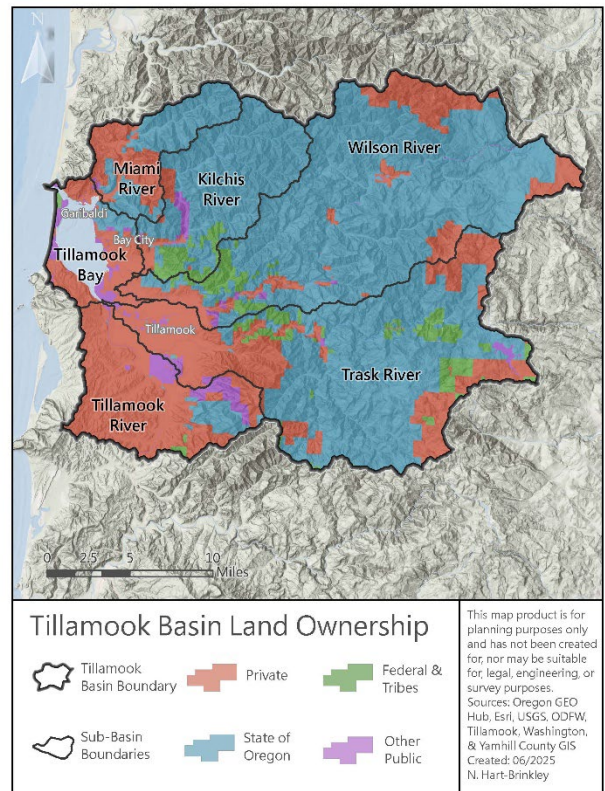 N
Wilson River
Miami
River
Kilchis
River
Garibaldi
Bay City
Tillamook
Bay
Tillamook
Trask River
Tillamook
River
0 2.5 5 10
Miles
Tillamook Basin Land Ownership
Tillamook
Basin Boundary
Private
Federal &
Tribes
Sub-Basin
Boundaries
State of
Oregon
Other
Public
This map product is for
planning purposes only
and has not been created
for, nor may be suitable
for, legal, engineering, or
survey purposes.
Sources: Oregon GEO
Hub, Esri, USGS, ODFW,
Tillamook, Washington,
& Yamhill County GIS
Created: 06/2025
N. Hart-Brinkley